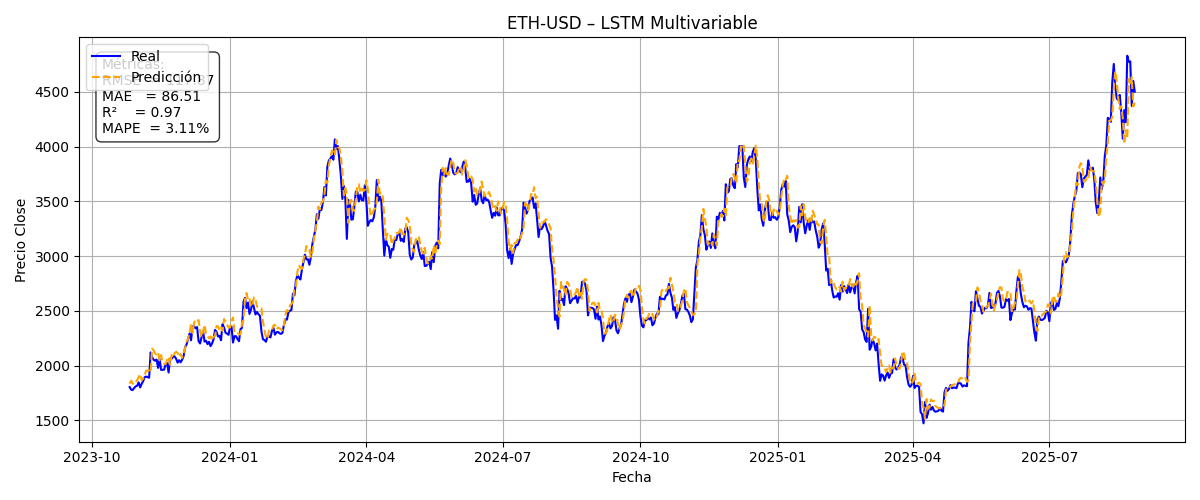 ETH-USD – LSTM Multivariable
Real
Predicción
Métricas:
RMSE
MAE = 86.51
R² = 0.97
MAPE = 3.11%
Precio Close
4500
4000
3500
3000
2500
2000
1500
2023-10
2024-01
2024-04
2024-07
2024-10
2025-01
2025-04
2025-07
Fecha